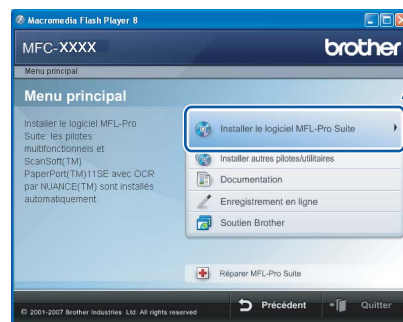 Macromedia Flash Player 8
MFC-XXXX
brother
Menu principal
Menu principal
Installer le logiciel MFL-Pro
Suite: les pilotes
multifonctionnels et
ScanSoft(TM)
PaperPort(TM)11SE avec OCR
par NUANCE(TM) sont installés
automatiquement.
Installer le logiciel MFL-Pro Suite
Installer autres pilotes/utilitaires
Documentation
Enregistrement en ligne
Soutien Brother
Réparer MFL-Pro Suite
© 2001-2007 Brother Industries Ltd. All rights reserved
Précédent
Quitter